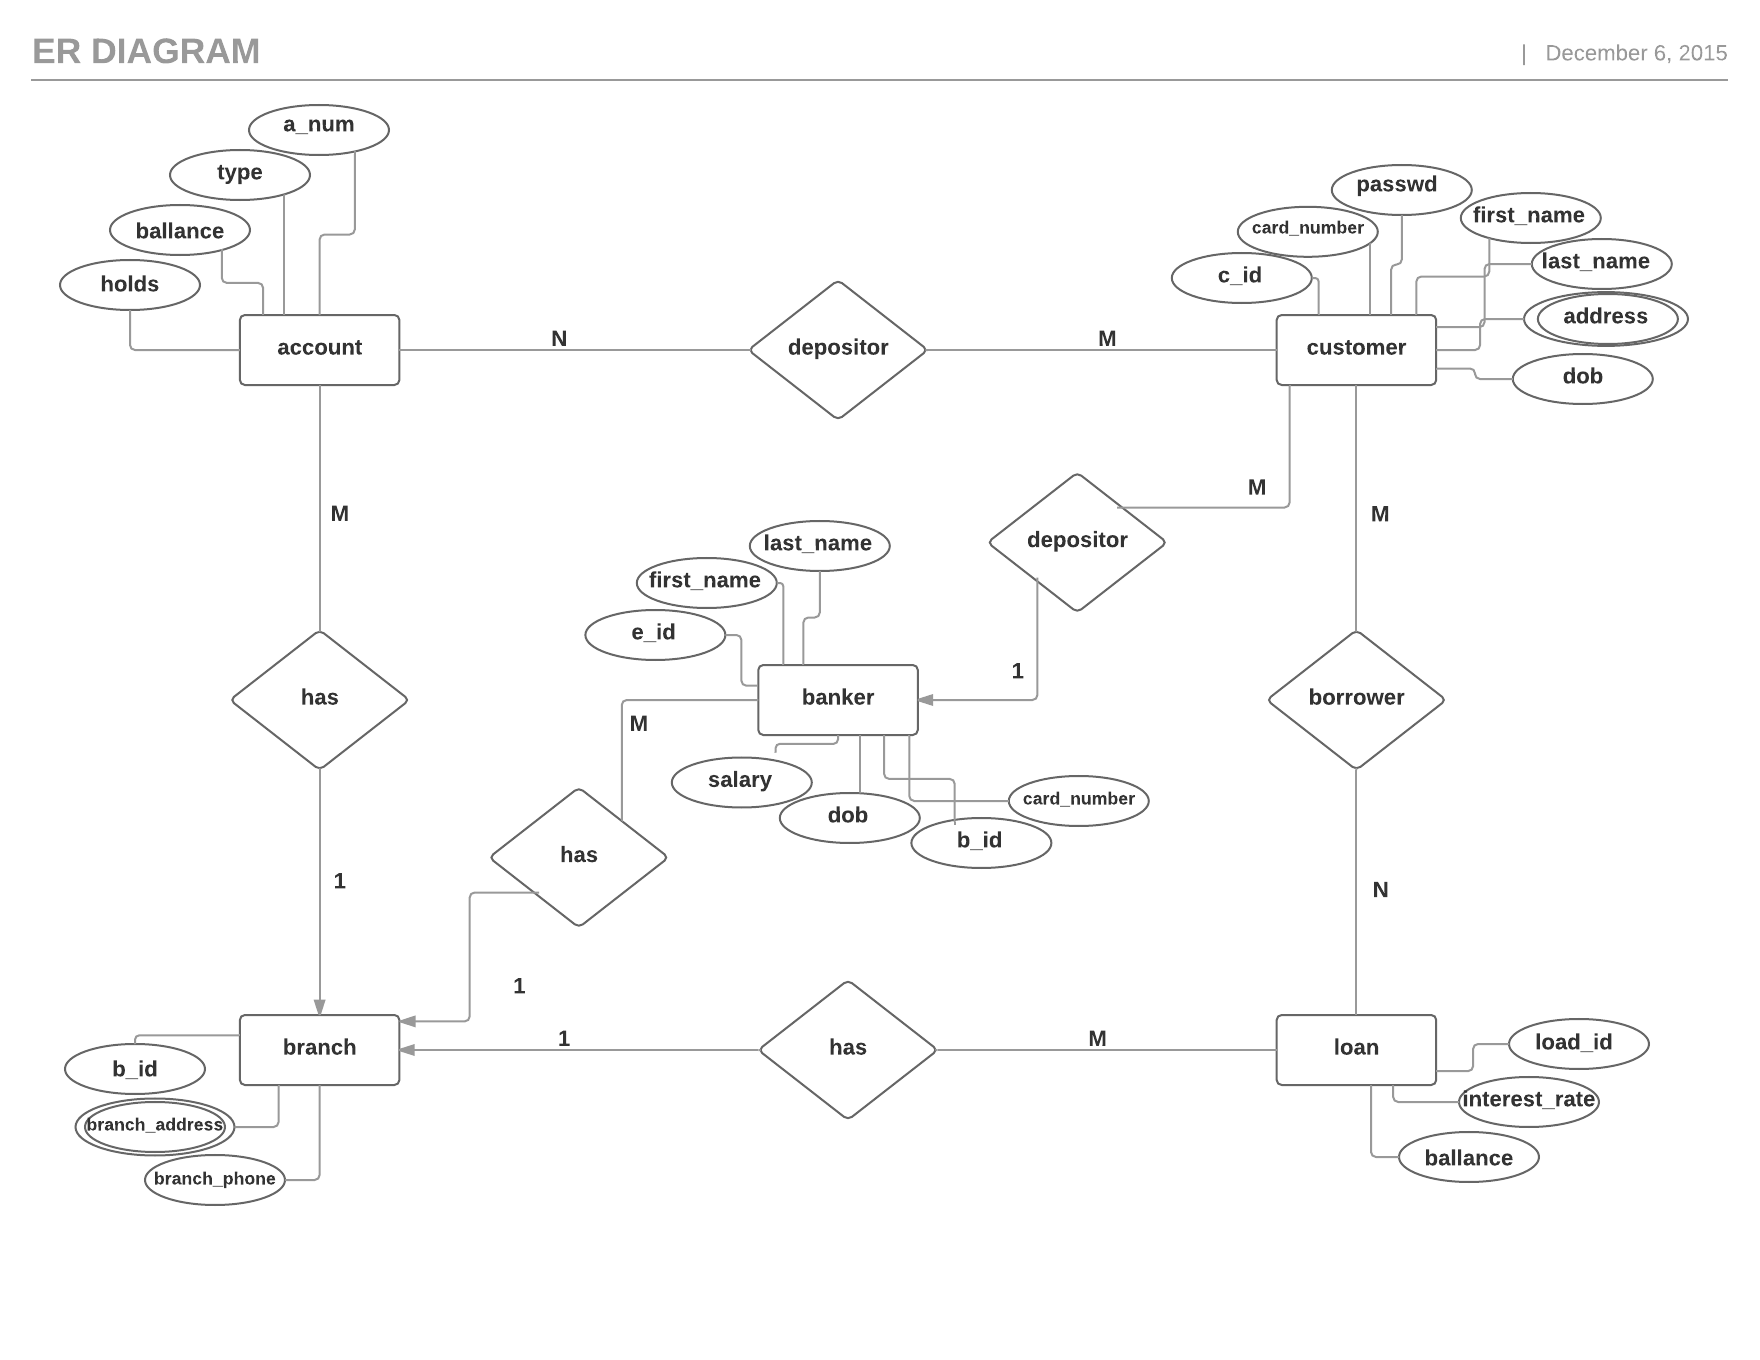 ER DIAGRAM
| December 6, 2015
a_num
type
ballance
holds
account
N
depositor
M
passwd
card_number
first_name
c_id
last_name
address
customer
dob
M
M
depositor
M
last_name
first_name
e_id
1
has
banker
borrower
M
salary
dob
card_number
b_id
has
1
N
1
1
has
M
branch
loan
b_id
branch_address
branch_phone
load_id
interest_rate
ballance